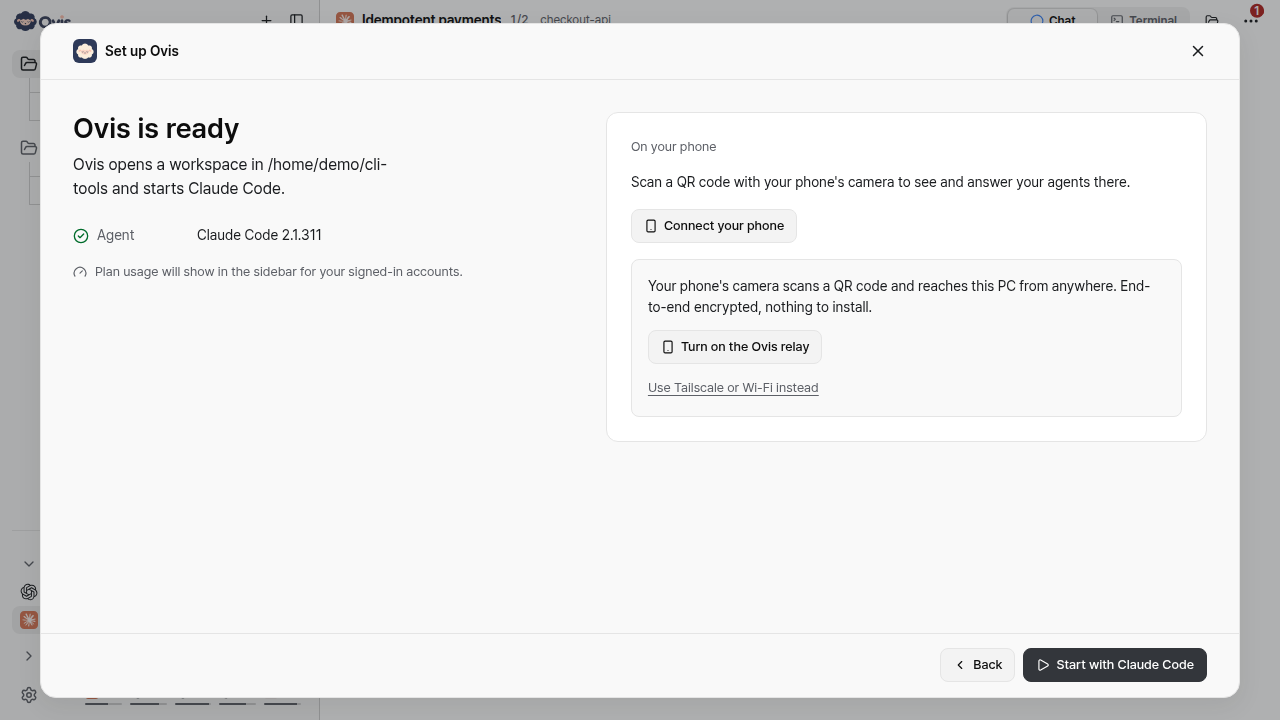 Ovis
Idempotent payments 1/2 checkout-api
Chat
Terminal
1
Set up Ovis
Ovis is ready
Ovis opens a workspace in /home/demo/cli-
tools and starts Claude Code.
Agent Claude Code 2.1.311
Plan usage will show in the sidebar for your signed-in accounts.
On your phone
Scan a QR code with your phone's camera to see and answer your agents there.
Connect your phone
Your phone's camera scans a QR code and reaches this PC from anywhere. End-
to-end encrypted, nothing to install.
Turn on the Ovis relay
Use Tailscale or Wi-Fi instead
Back
Start with Claude Code